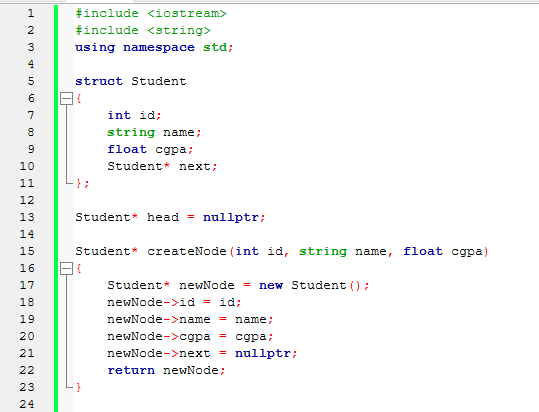 1 #include <iostream>
2 #include <string>
3 using namespace std;
4
5 struct Student
6 {
7 int id;
8 string name;
9 float cgpa;
10 Student* next;
11 };
12
13 Student* head = nullptr;
14
15 Student* createNode(int id, string name, float cgpa)
16 {
17 Student* newNode = new Student();
18 newNode->id = id;
19 newNode->name = name;
20 newNode->cgpa = cgpa;
21 newNode->next = nullptr;
22 return newNode;
23 }
24